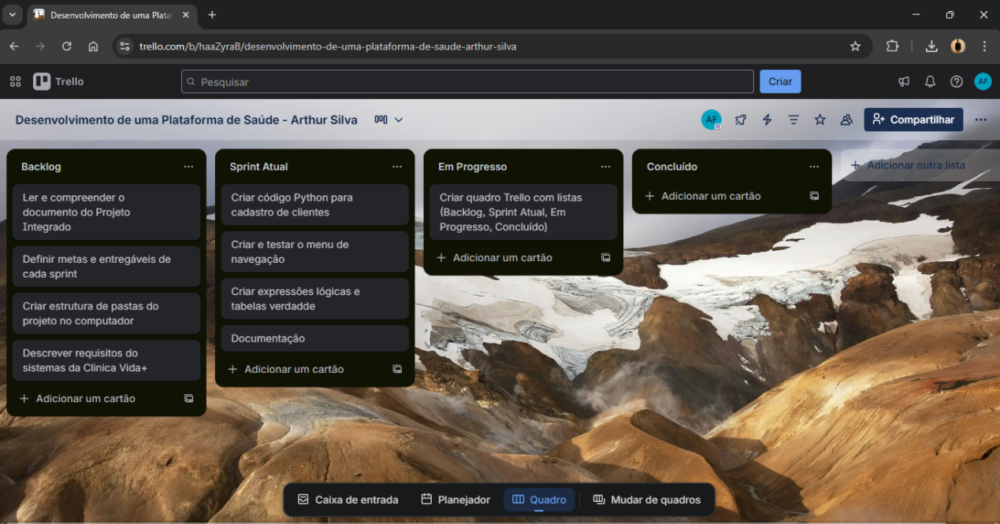 Desenvolvimento de uma Plata
trello.com/b/haaZyraB/desenvolvimento-de-uma-plataforma-de-saude-arthur-silva
Trello
Pesquisar
Criar
AF
Desenvolvimento de uma Plataforma de Saúde - Arthur Silva
AF
Compartilhar
Backlog
Ler e compreender o
documento do Projeto
Integrado
Definir metas e entregáveis de
cada sprint
Criar estrutura de pastas do
projeto no computador
Descrever requisitos do
sistemas da Clinica Vida+
Adicionar um cartão
Sprint Atual
Criar código Python para
cadastro de clientes
Criar e testar o menu de
navegação
Criar expressões lógicas e
tabelas verdadde
Documentação
Adicionar um cartão
Em Progresso
Criar quadro Trello com listas
(Backlog, Sprint Atual, Em
Progresso, Concluído)
Adicionar um cartão
Concluído
Adicionar um cartão
Adicionar outra lista
Caixa de entrada
Planejador
Quadro
Mudar de quadros